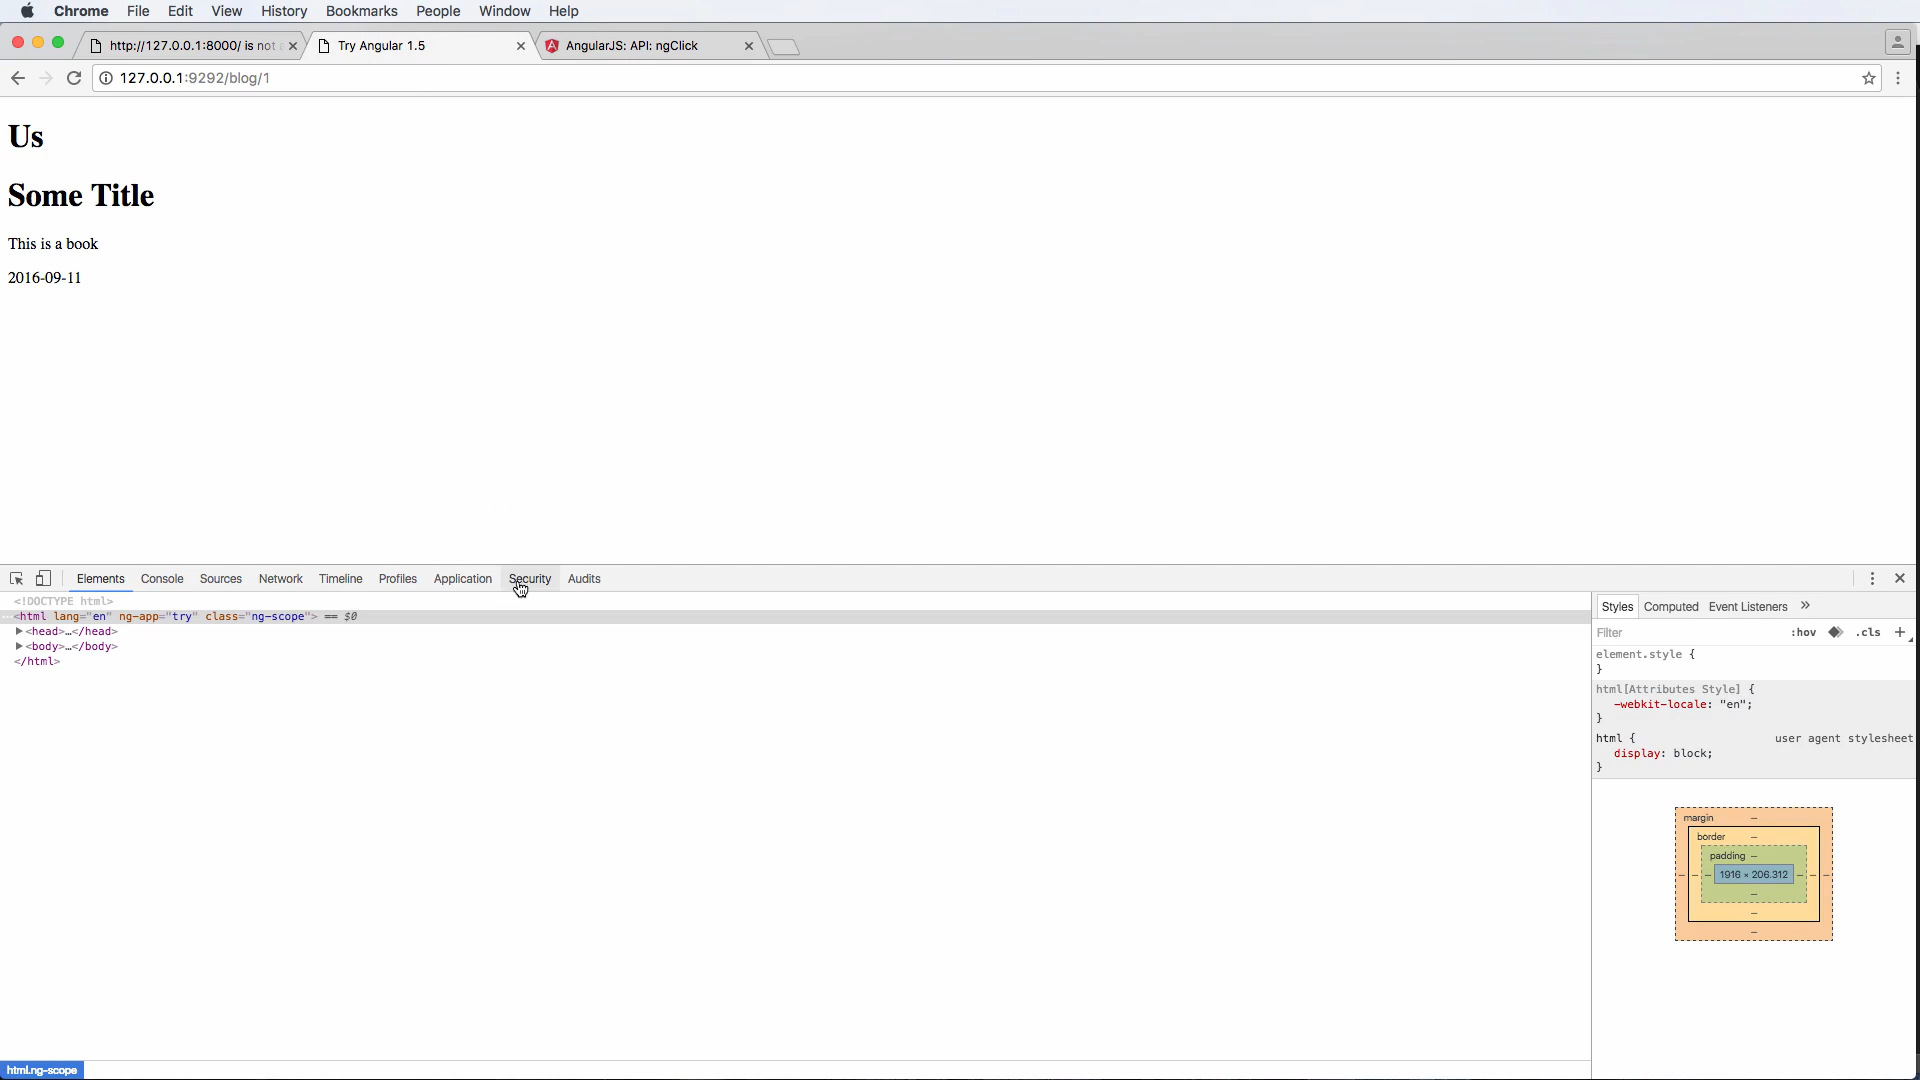 Chrome File Edit View History Bookmarks People Window Help
http://127.0.0.1:8000/ is not
Try Angular 1.5
AngularJS: API: ngClick
127.0.0.1:9292/blog/1
Us
Some Title
This is a book
2016-09-11
Elements Console Sources Network Timeline Profiles Application Security Audits
<!DOCTYPE html>
…<html lang="en" ng-app="try" class="ng-scope"> == $0
<head>…</head>
<body>…</body>
</html>
Styles Computed Event Listeners »
Filter :hov .cls +
element.style {
}
html[Attributes Style] {
-webkit-locale: "en";
}
html { user agent stylesheet
display: block;
}
margin –
border –
padding –
– – – 1916 × 206.312 – – –
–
–
–
html.ng-scope